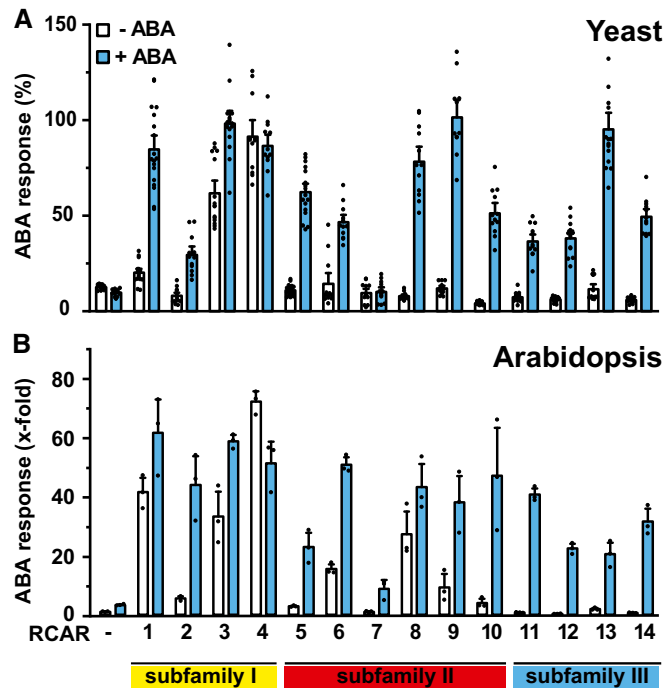 A
- ABA
+ ABA
Yeast
ABA response (%)
150
100
50
0
B
Arabidopsis
ABA response (x-fold)
80
60
40
20
0
RCAR - 1 2 3 4 5 6 7 8 9 10 11 12 13 14
subfamily I subfamily II subfamily III